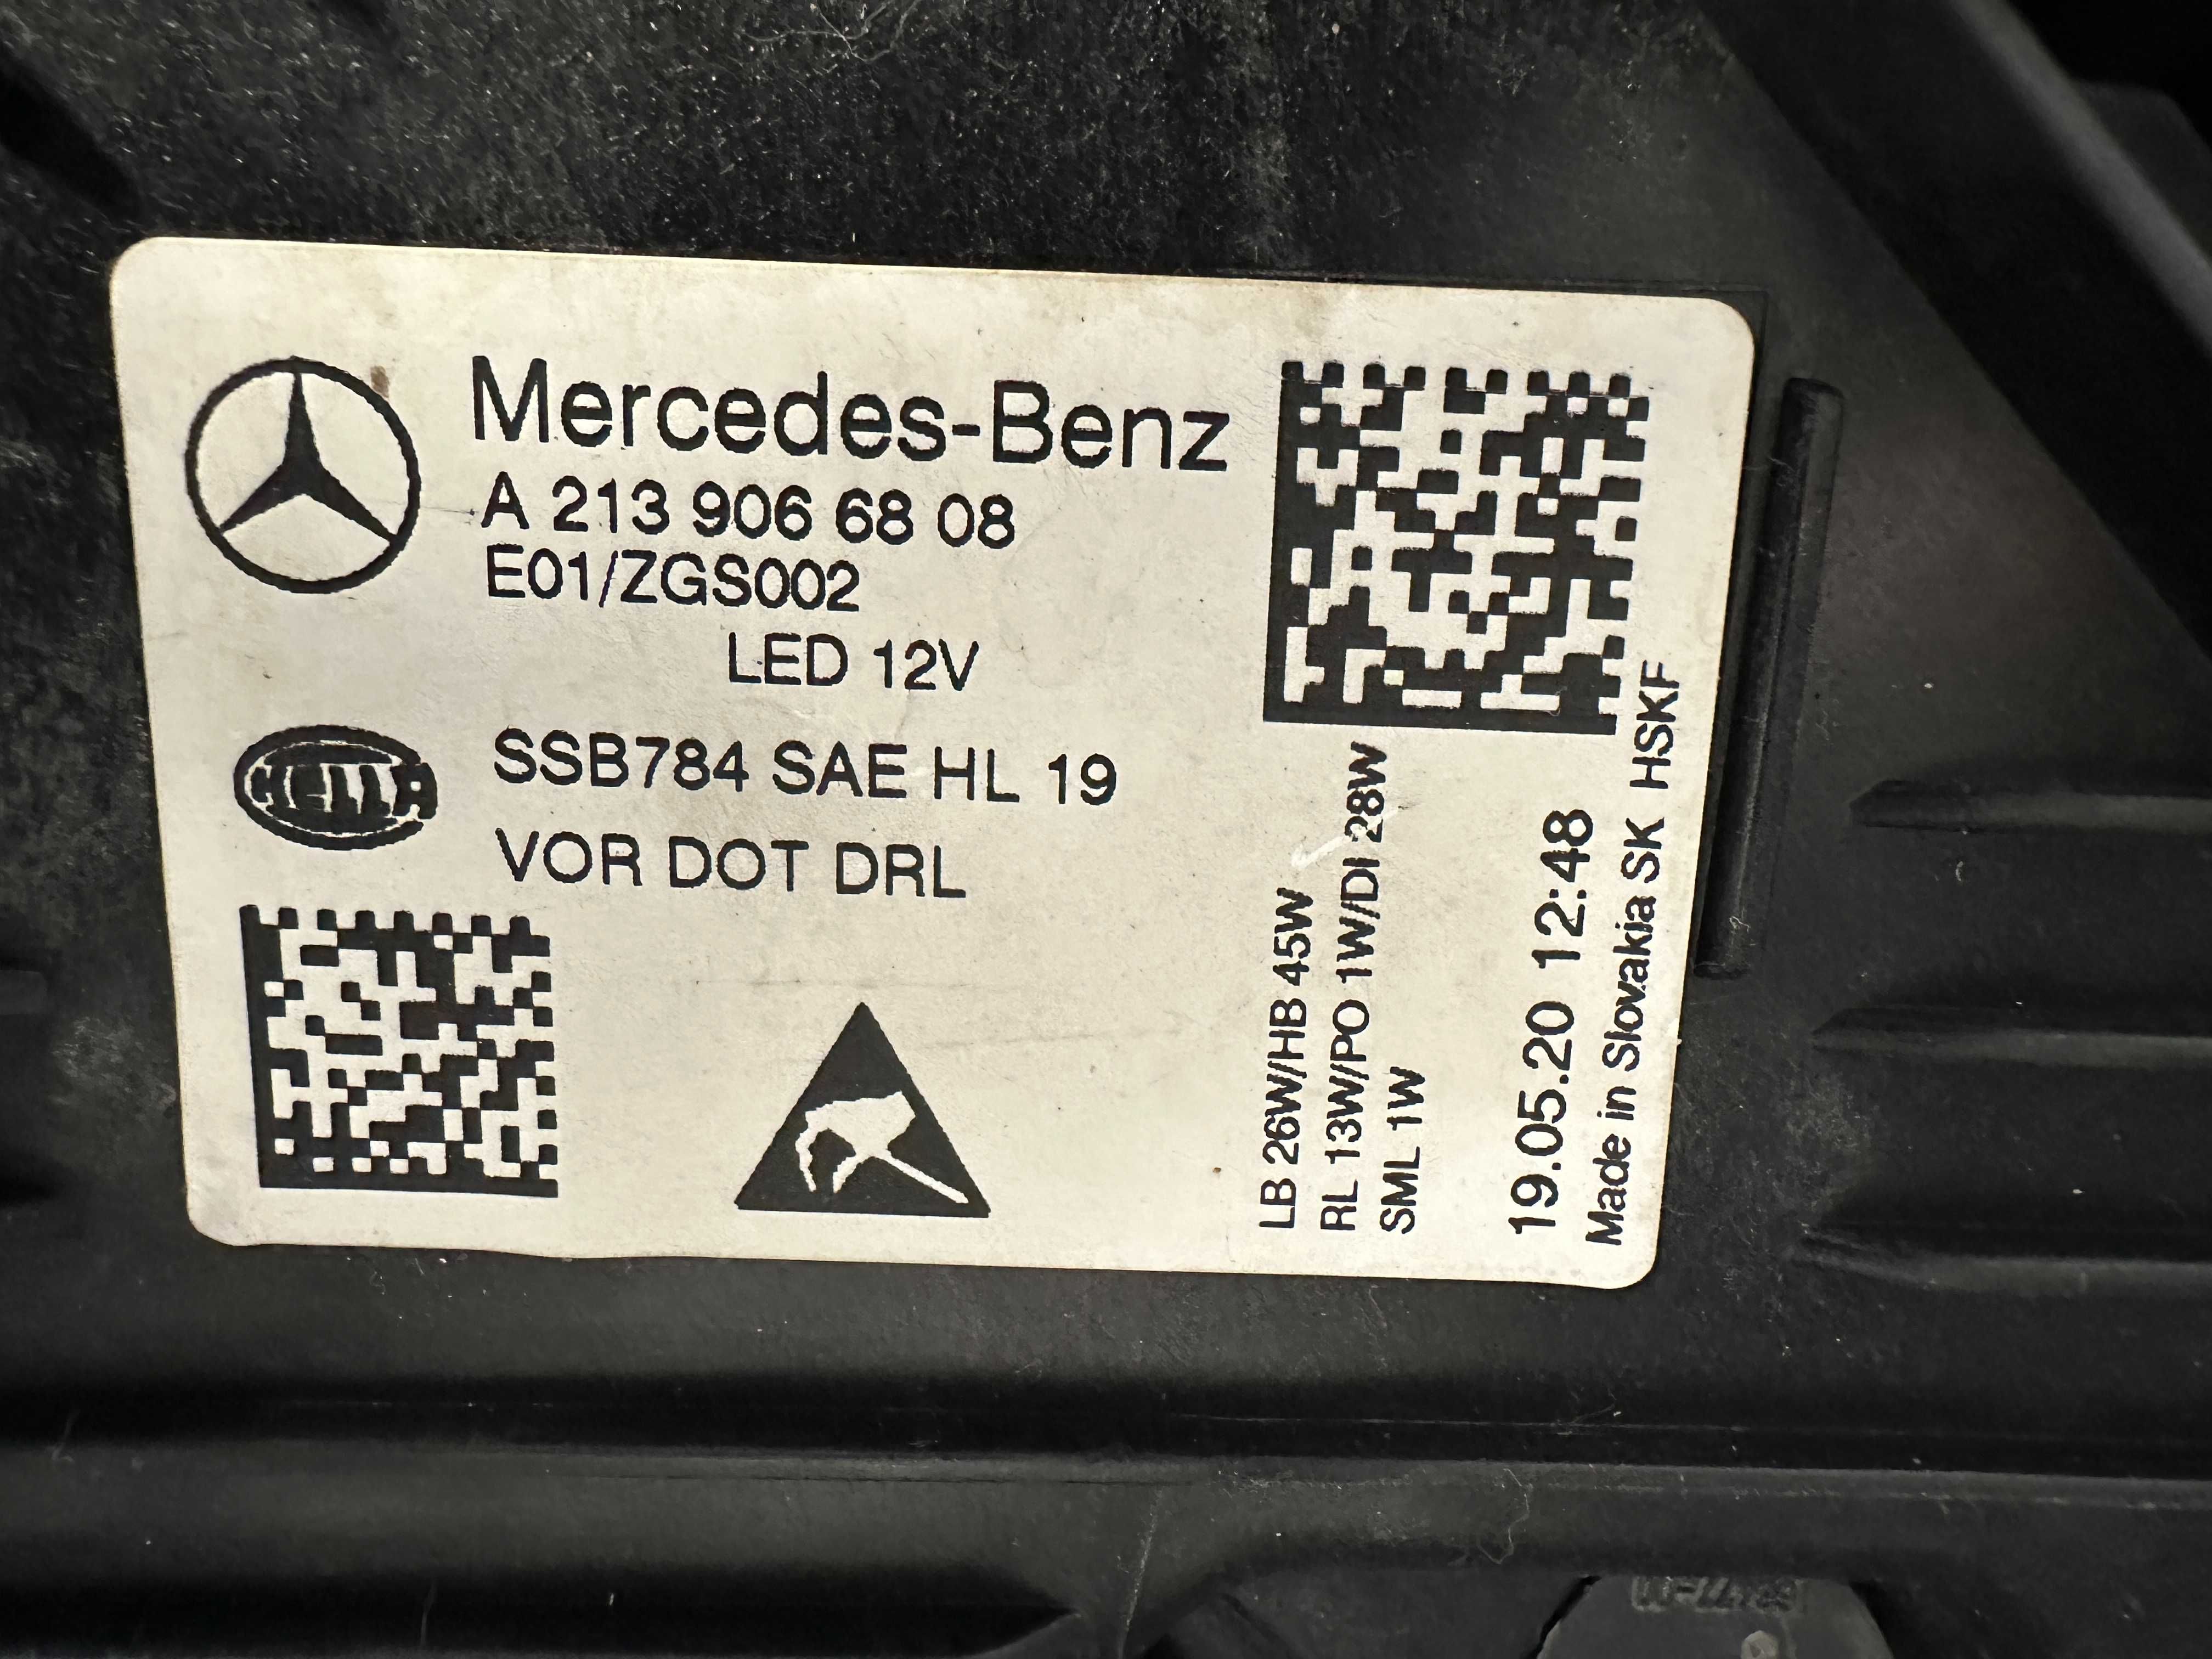 Mercedes-Benz
A 213 906 68 08
E01/ZGS002
LED 12V
HELLA
SSB784 SAE HL 19
VOR DOT DRL
LB 26W/HB 45W
RL 13W/PO 1W/DI 28W
SML 1W
19.05.20 12:48
Made in Slovakia SK HSKF